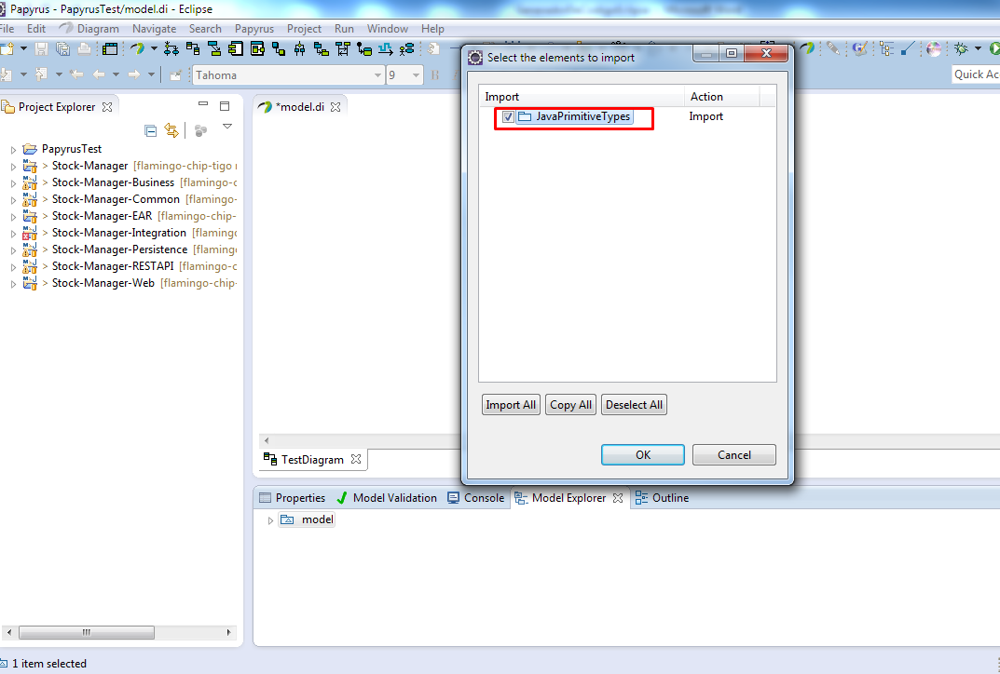 Papyrus - PapyrusTest/model.di - Eclipse
File Edit Diagram Navigate Search Papyrus Project Run Window Help
Tahoma 9
Quick Ac
Project Explorer
*model.di
PapyrusTest
> Stock-Manager [flamingo-chip-tigo
> Stock-Manager-Business [flamingo-c
> Stock-Manager-Common [flamingo-
> Stock-Manager-EAR [flamingo-chip-
> Stock-Manager-Integration [flaming
> Stock-Manager-Persistence [flaming
> Stock-Manager-RESTAPI [flamingo-c
> Stock-Manager-Web [flamingo-chip-
Select the elements to import
Import Action
JavaPrimitiveTypes Import
Import All Copy All Deselect All
OK Cancel
TestDiagram
Properties Model Validation Console Model Explorer Outline
model
1 item selected